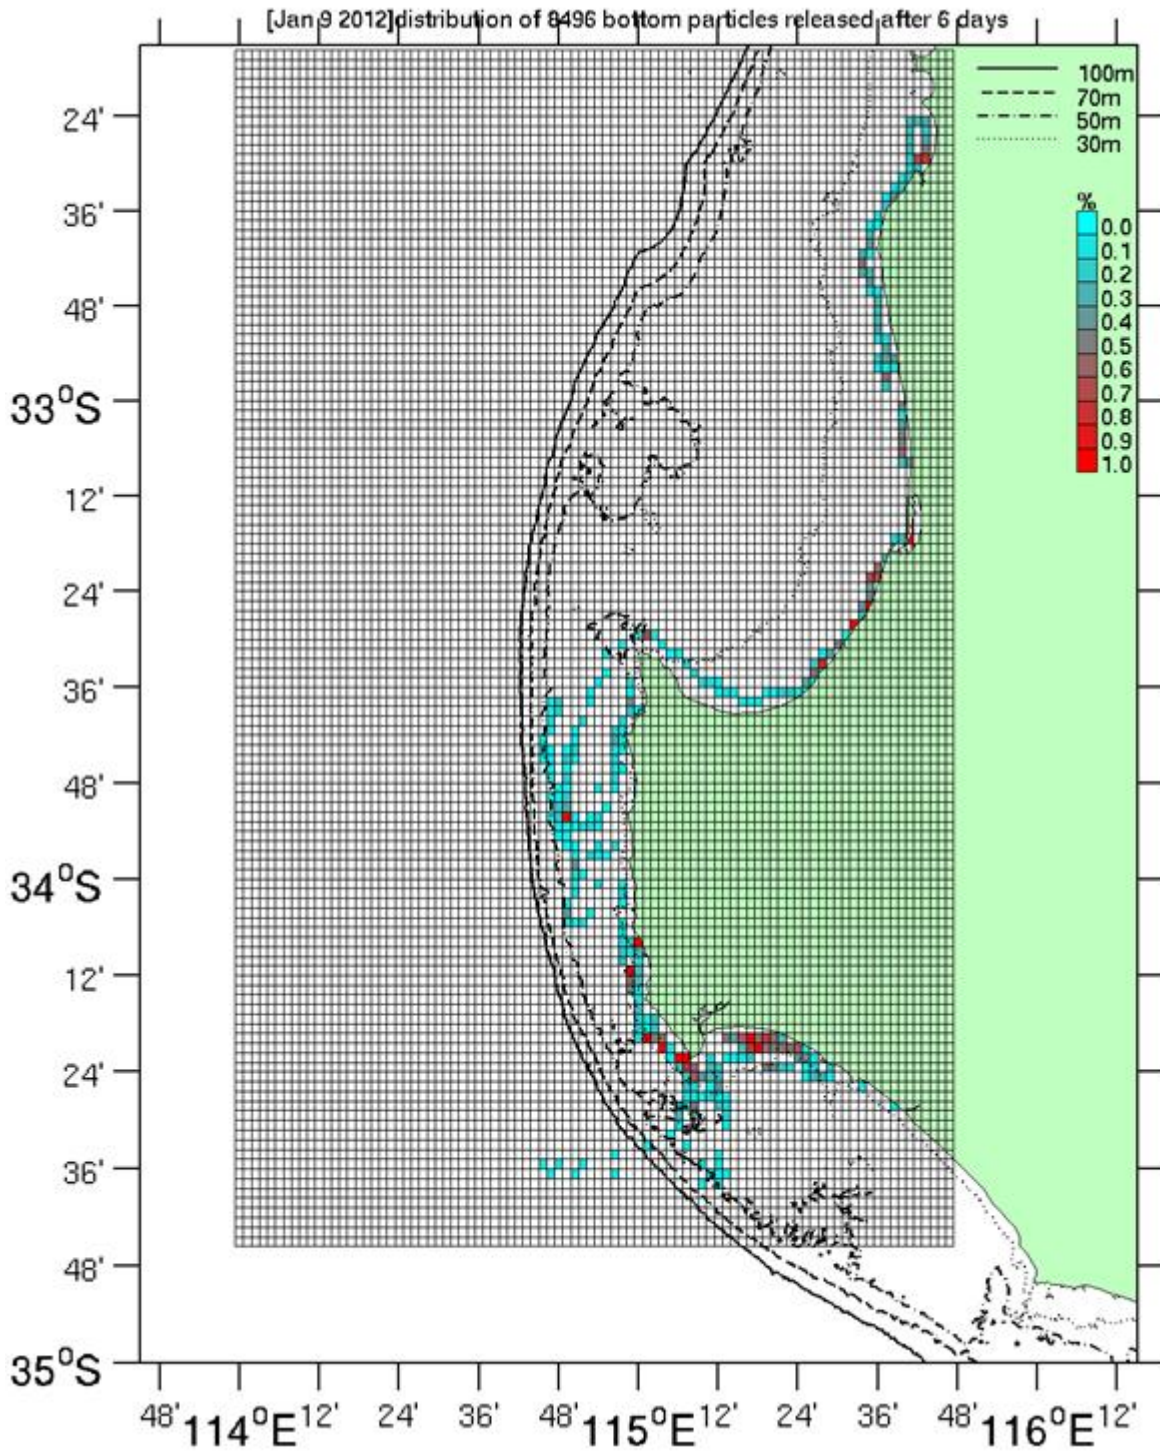 [Jan 9 2012]distribution of 8496 bottom particles released after 6 days
100m
70m
50m
30m
24'
36'
48'
33°S
12'
24'
36'
48'
34°S
12'
24'
36'
48'
35°S
%
0.0
0.1
0.2
0.3
0.4
0.5
0.6
0.7
0.8
0.9
1.0
48' 114°E 12' 24' 36' 48' 115°E 12' 24' 36' 48' 116°E 12'